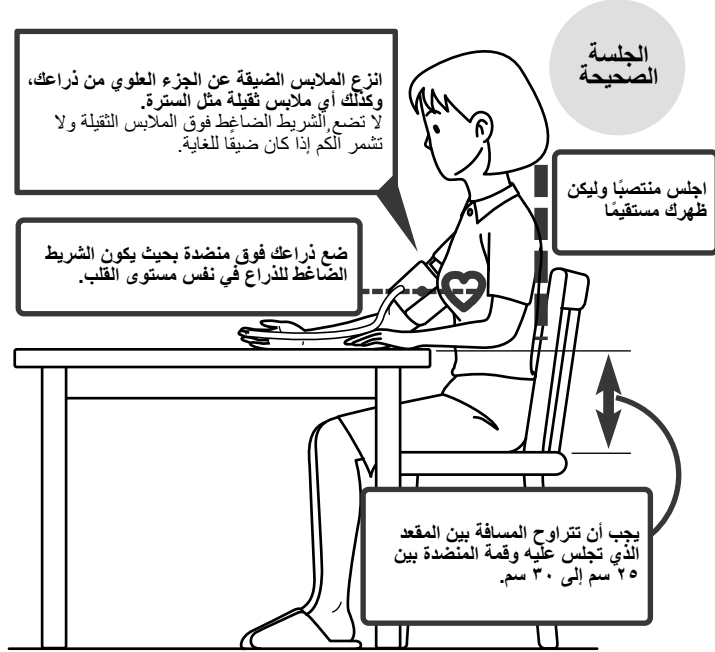 الجلسة
الصحيحة
انزع الملابس الضيقة عن الجزء العلوي من ذراعك،
وكذلك أي ملابس ثقيلة مثل السترة.
لا تضع الشريط الضاغط فوق الملابس الثقيلة ولا
تشمر الكُم إذا كان ضيقًا للغاية.
اجلس منتصبًا وليكن
ظهرك مستقيمًا
ضع ذراعك فوق منضدة بحيث يكون الشريط
الضاغط للذراع في نفس مستوى القلب.
يجب أن تتراوح المسافة بين المقعد
الذي تجلس عليه وقمة المنضدة بين
٢٥ سم إلى ٣٠ سم.